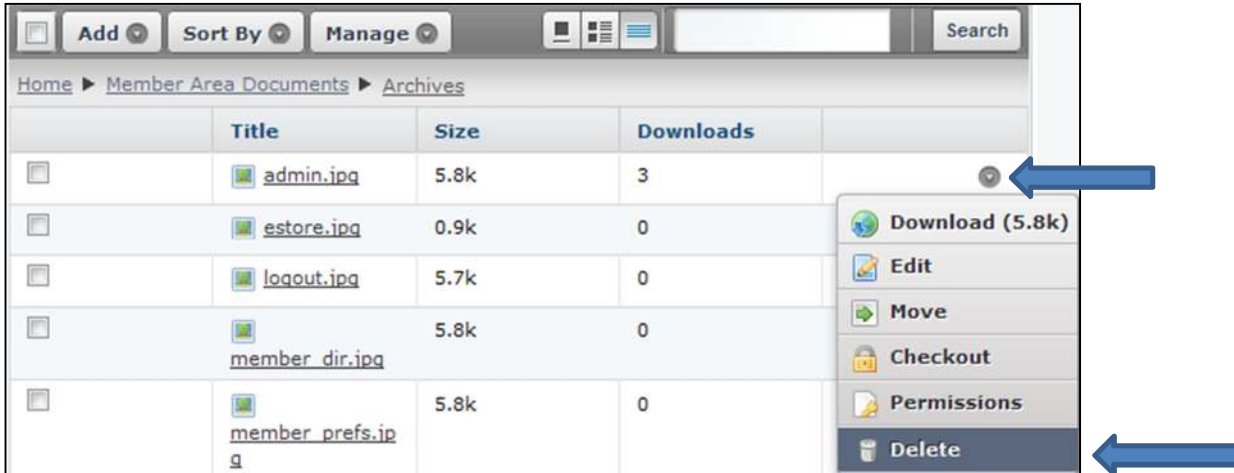 Add Sort By Manage Search
Home ▶ Member Area Documents ▶ Archives
Title Size Downloads
admin.jpg 5.8k 3
estore.jpg 0.9k 0
Download (5.8k)
logout.jpg 5.7k 0
Edit
Move
member_dir.jpg 5.8k 0
Checkout
member_prefs.jp 5.8k 0
g
Permissions
Delete